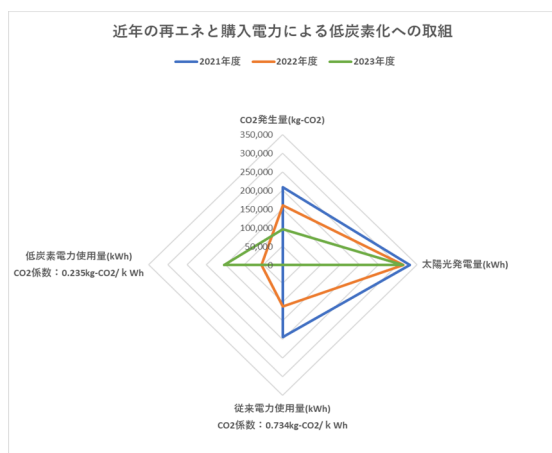 近年の再エネと購入電力による低炭素化への取組
2021年度 2022年度 2023年度
CO2発生量(kg-CO2)
350,000
300,000
250,000
200,000
150,000
100,000
50,000
0
低炭素電力使用量(kWh)
CO2係数：0.235kg-CO2/ｋWh
太陽光発電量(kWh)
従来電力使用量(kWh)
CO2係数：0.734kg-CO2/ｋWh